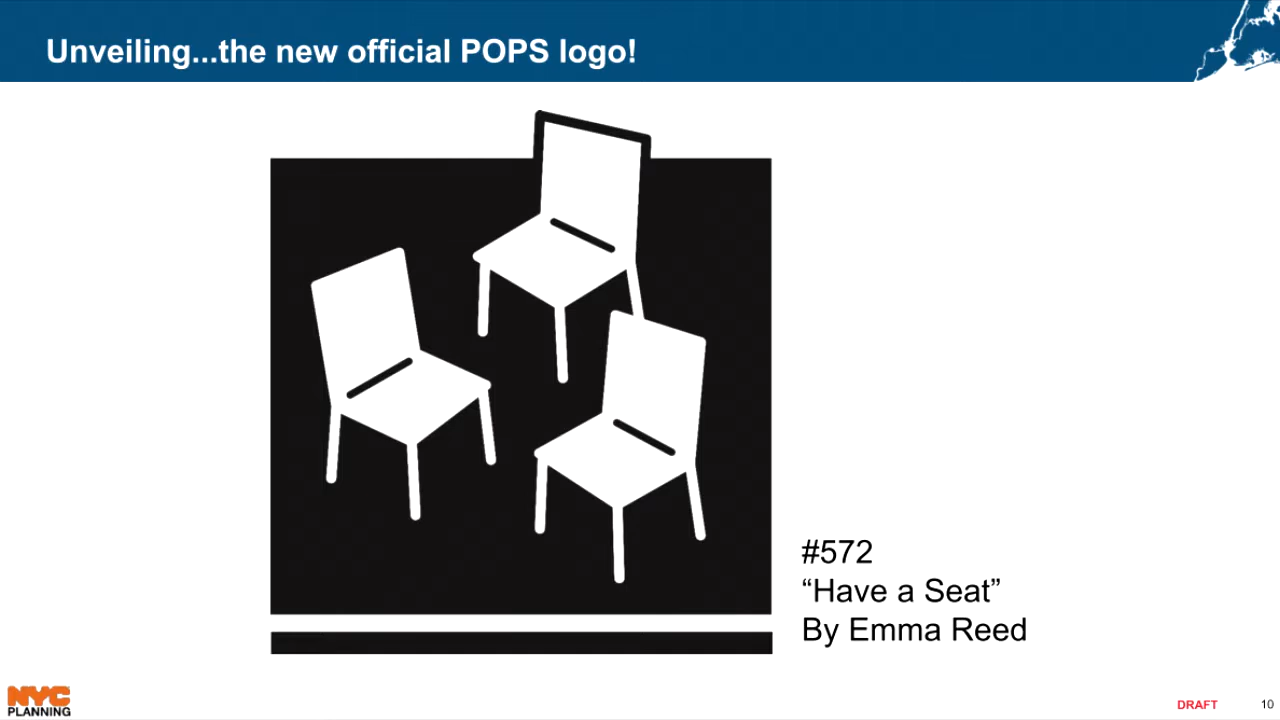 Unveiling...the new official POPS logo!
#572
“Have a Seat”
By Emma Reed
NYC
PLANNING
DRAFT
10